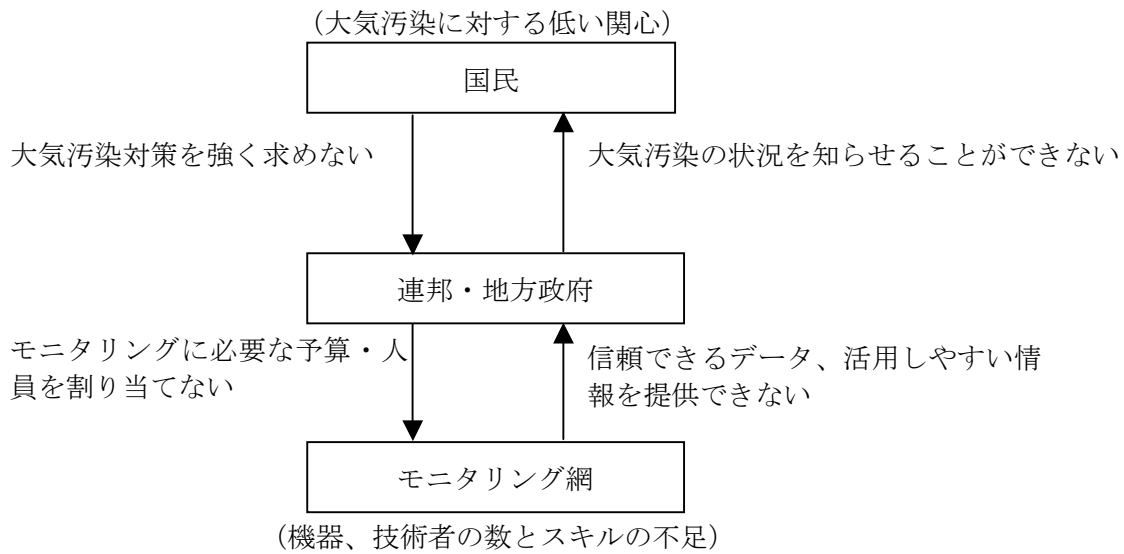 （大気汚染に対する低い関心）
国民
大気汚染対策を強く求めない
大気汚染の状況を知らせることができない
連邦・地方政府
モニタリングに必要な予算・人
員を割り当てない
信頼できるデータ、活用しやすい情
報を提供できない
モニタリング網
（機器、技術者の数とスキルの不足）